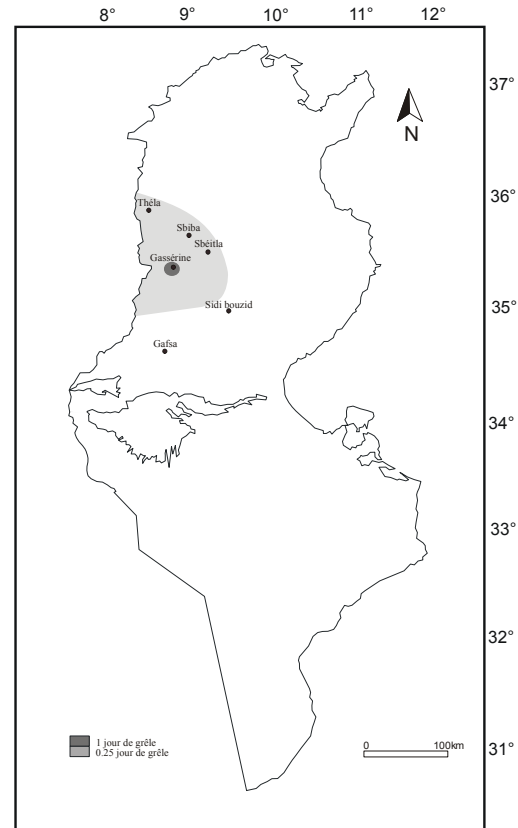 8° 9° 10° 11° 12°
37°
N
36°
Théla
Sbiba
Sbéitla
Gassérine
35°
Sidi bouzid
Gafsa
34°
33°
32°
31°
1 jour de grêle
0.25 jour de grêle
0 100km